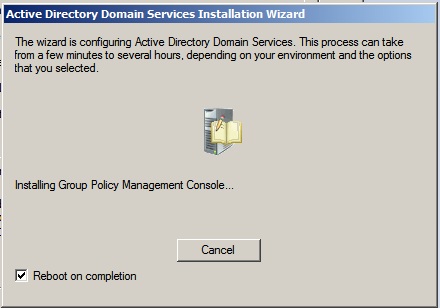 Active Directory Domain Services Installation Wizard
The wizard is configuring Active Directory Domain Services. This process can take
from a few minutes to several hours, depending on your environment and the options
that you selected.
Installing Group Policy Management Console...
Cancel
Reboot on completion